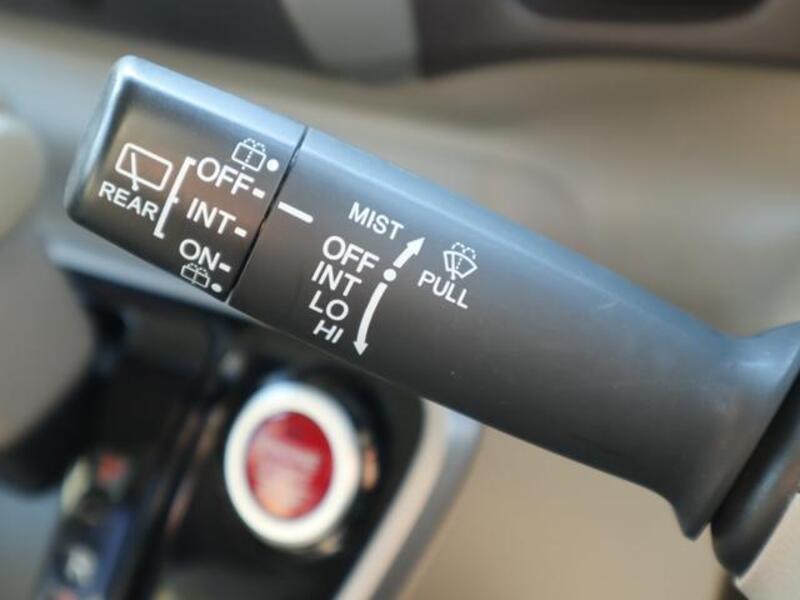 REAR
OFF-
INT-
ON-
MIST
OFF
INT
LO
HI
PULL